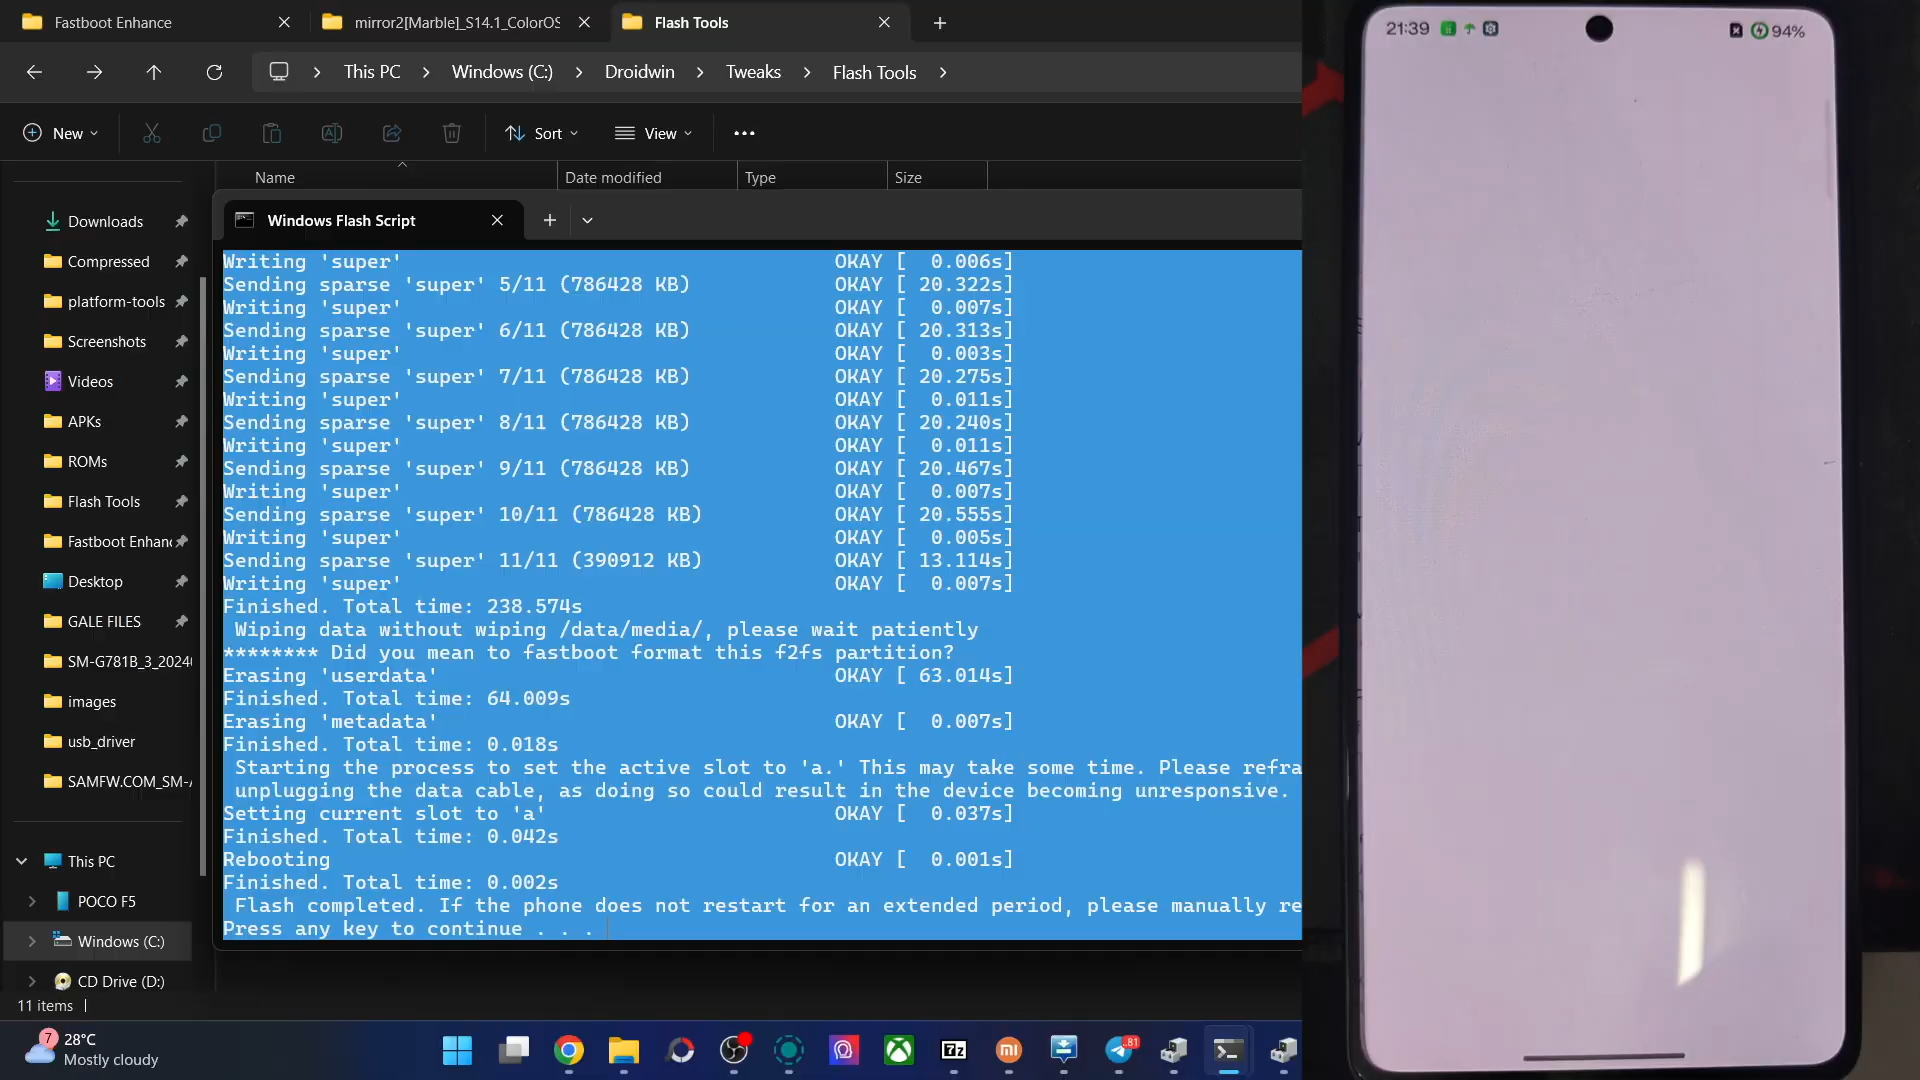 Fastboot Enhance
mirror2[Marble]_S14.1_ColorOS
Flash Tools
This PC
Windows (C:)
Droidwin
Tweaks
Flash Tools
New
Sort
View
Name
Date modified
Type
Size
Downloads
Compressed
platform-tools
Screenshots
Videos
APKs
ROMs
Flash Tools
Fastboot Enhanc
Desktop
GALE FILES
SM-G781B_3_2024
images
usb_driver
SAMFW.COM_SM-A
This PC
POCO F5
Windows (C:)
CD Drive (D:)
11 items
Windows Flash Script
Writing 'super' OKAY [ 0.006s]
Sending sparse 'super' 5/11 (786428 KB) OKAY [ 20.322s]
Writing 'super' OKAY [ 0.007s]
Sending sparse 'super' 6/11 (786428 KB) OKAY [ 20.313s]
Writing 'super' OKAY [ 0.003s]
Sending sparse 'super' 7/11 (786428 KB) OKAY [ 20.275s]
Writing 'super' OKAY [ 0.011s]
Sending sparse 'super' 8/11 (786428 KB) OKAY [ 20.240s]
Writing 'super' OKAY [ 0.011s]
Sending sparse 'super' 9/11 (786428 KB) OKAY [ 20.467s]
Writing 'super' OKAY [ 0.007s]
Sending sparse 'super' 10/11 (786428 KB) OKAY [ 20.555s]
Writing 'super' OKAY [ 0.005s]
Sending sparse 'super' 11/11 (390912 KB) OKAY [ 13.114s]
Writing 'super' OKAY [ 0.007s]
Finished. Total time: 238.574s
Wiping data without wiping /data/media/, please wait patiently
******** Did you mean to fastboot format this f2fs partition?
Erasing 'userdata' OKAY [ 63.014s]
Finished. Total time: 64.009s
Erasing 'metadata' OKAY [ 0.007s]
Finished. Total time: 0.018s
Starting the process to set the active slot to 'a.' This may take some time. Please refra
unplugging the data cable, as doing so could result in the device becoming unresponsive.
Setting current slot to 'a' OKAY [ 0.037s]
Finished. Total time: 0.042s
Rebooting OKAY [ 0.001s]
Finished. Total time: 0.002s
Flash completed. If the phone does not restart for an extended period, please manually re
Press any key to continue . . .
21:39
94%
7
28°C
Mostly cloudy
7z
mi
81